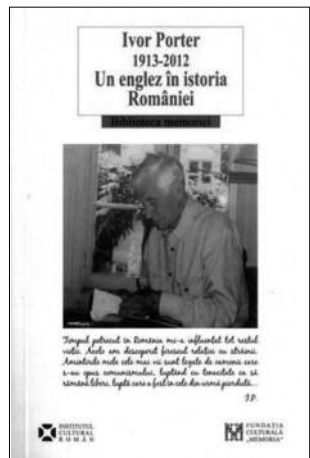 Ivor Porter
1913-2012
Un englez în istoria
României
Biblioteca memoriei
Timpul petrecut în România mi-a influențat tot restul
vieții. Acolo am descoperit firescul relației cu străinii.
Amintirile mele cele mai vii sunt legate de oamenii care
s-au opus comunismului, luptând cu tenacitate ca să
rămână liberi, luptă care a fost în cele din urmă pierdută...
I.P.
INSTITUTUL
CULTURAL
ROMÂN
FUNDAȚIA
CULTURALĂ
„MEMORIA”